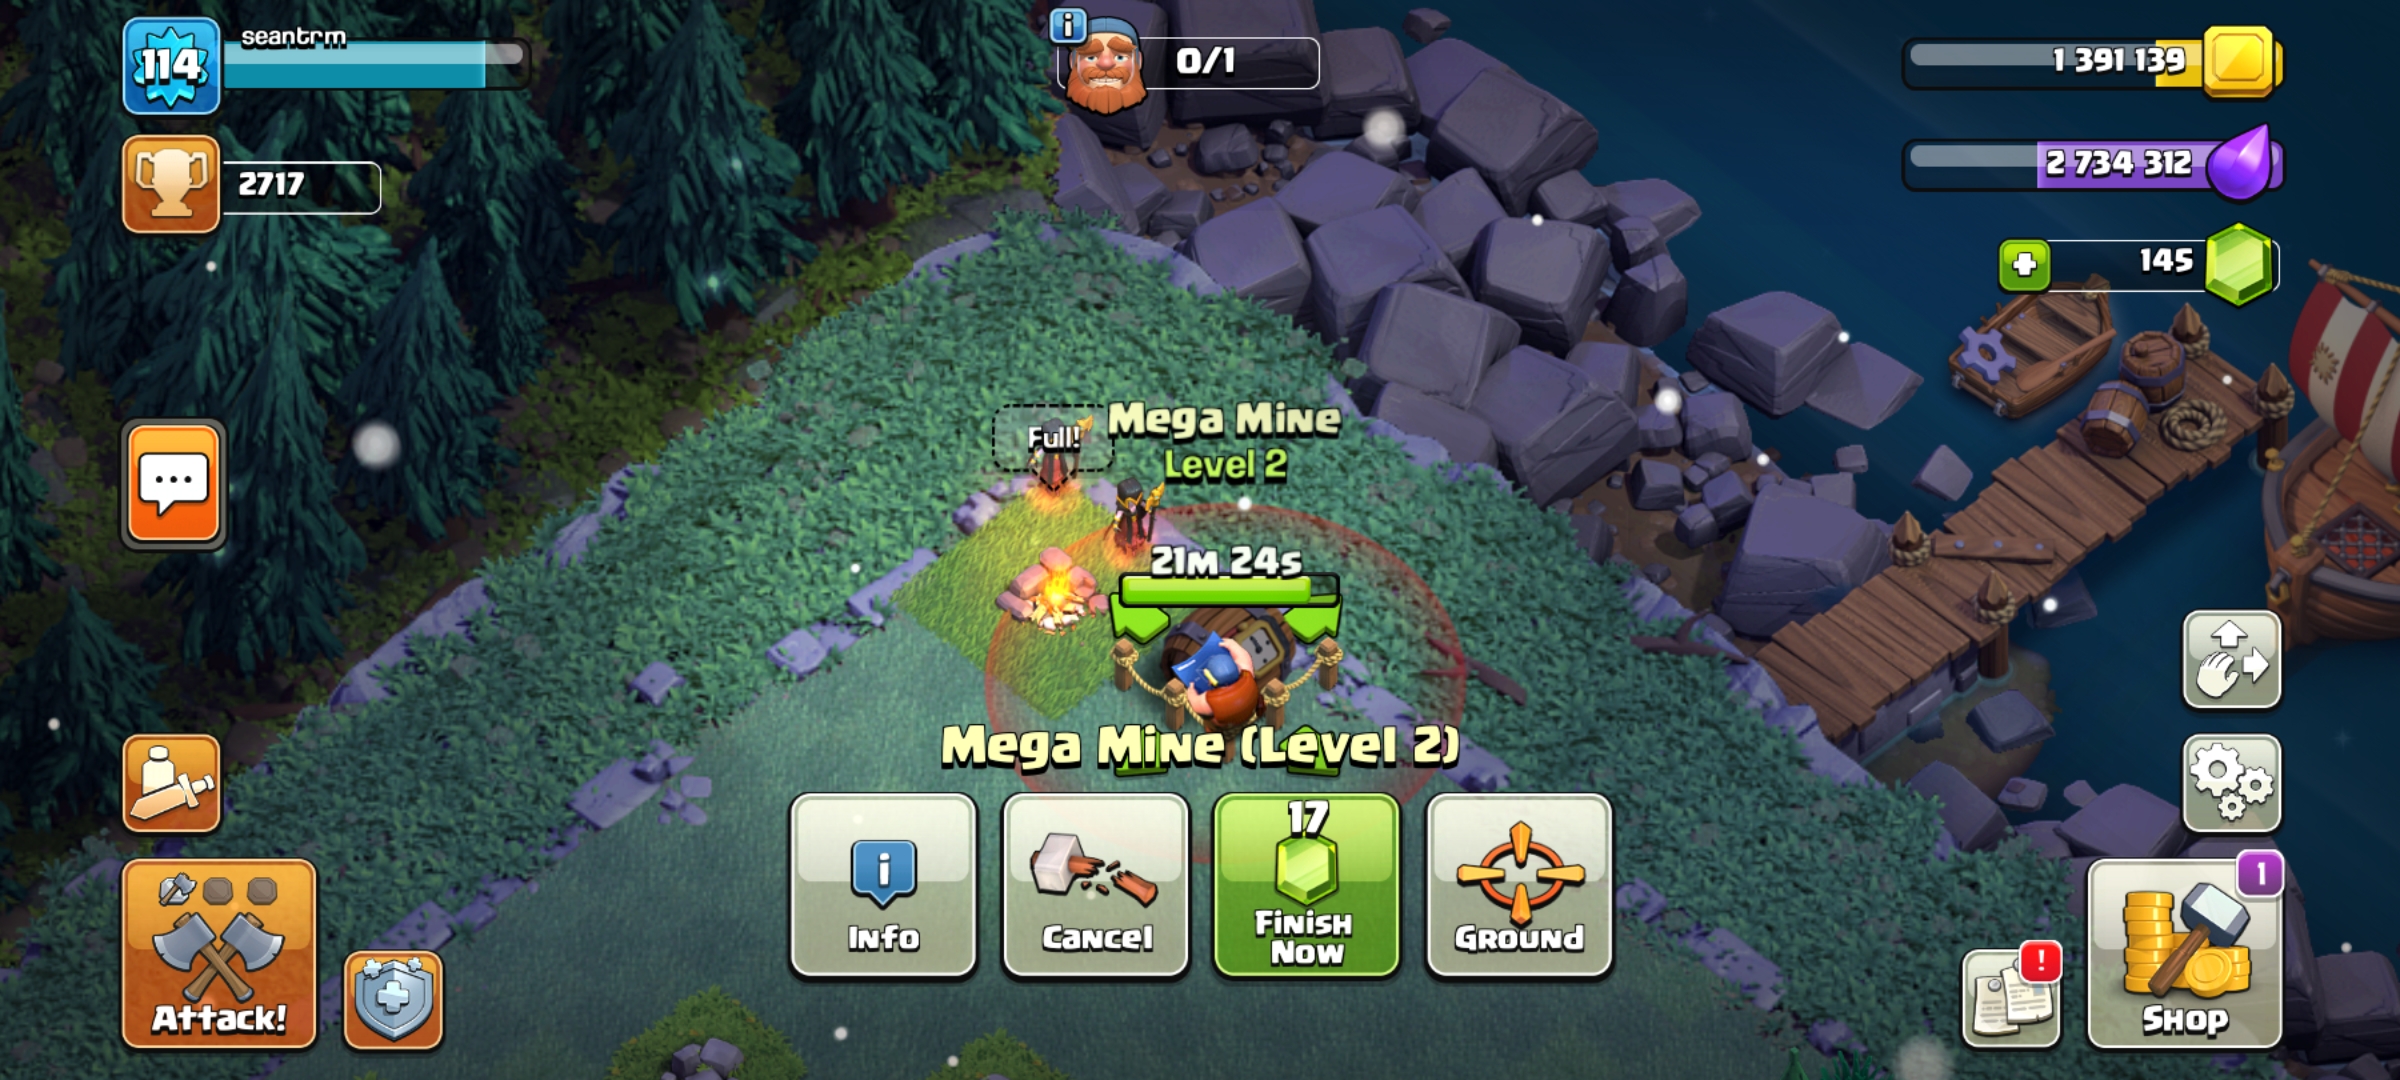 114
seantrm
i
0/1
1 391 139
2717
2 734 312
145
Full!
Mega Mine
Level 2
21M 24s
Mega Mine (Level 2)
i
Info
Cancel
17
Finish
Now
Ground
Attack!
!
1
Shop